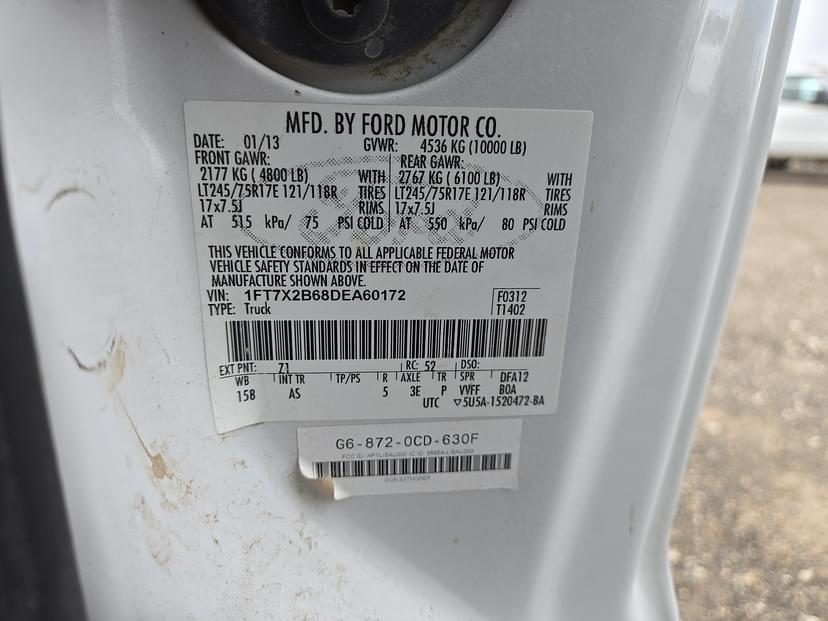 MFD. BY FORD MOTOR CO.
DATE: 01/13 GVWR: 4536 KG (10000 LB)
FRONT GAWR: REAR GAWR:
2177 KG ( 4800 LB) WITH 2767 KG ( 6100 LB) WITH
LT245/75R17E 121/118R TIRES LT245/75R17E 121/118R TIRES
17x7.5J RIMS 17x7.5J RIMS
AT 515 kPa/ 75 PSI COLD AT 550 kPa/ 80 PSI COLD
THIS VEHICLE CONFORMS TO ALL APPLICABLE FEDERAL MOTOR
VEHICLE SAFETY STANDARDS IN EFFECT ON THE DATE OF
MANUFACTURE SHOWN ABOVE.
VIN: 1FT7X2B68DEA60172 F0312
TYPE: Truck T1402
EXT PNT: Z1 RC: 52 DSO:
WB INT TR TP/PS R AXLE TR SPR DFA12
158 AS 5 3E P VVFF BOA
UTC ▽5U5A-1520472-BA
G6-872-0CD-630F